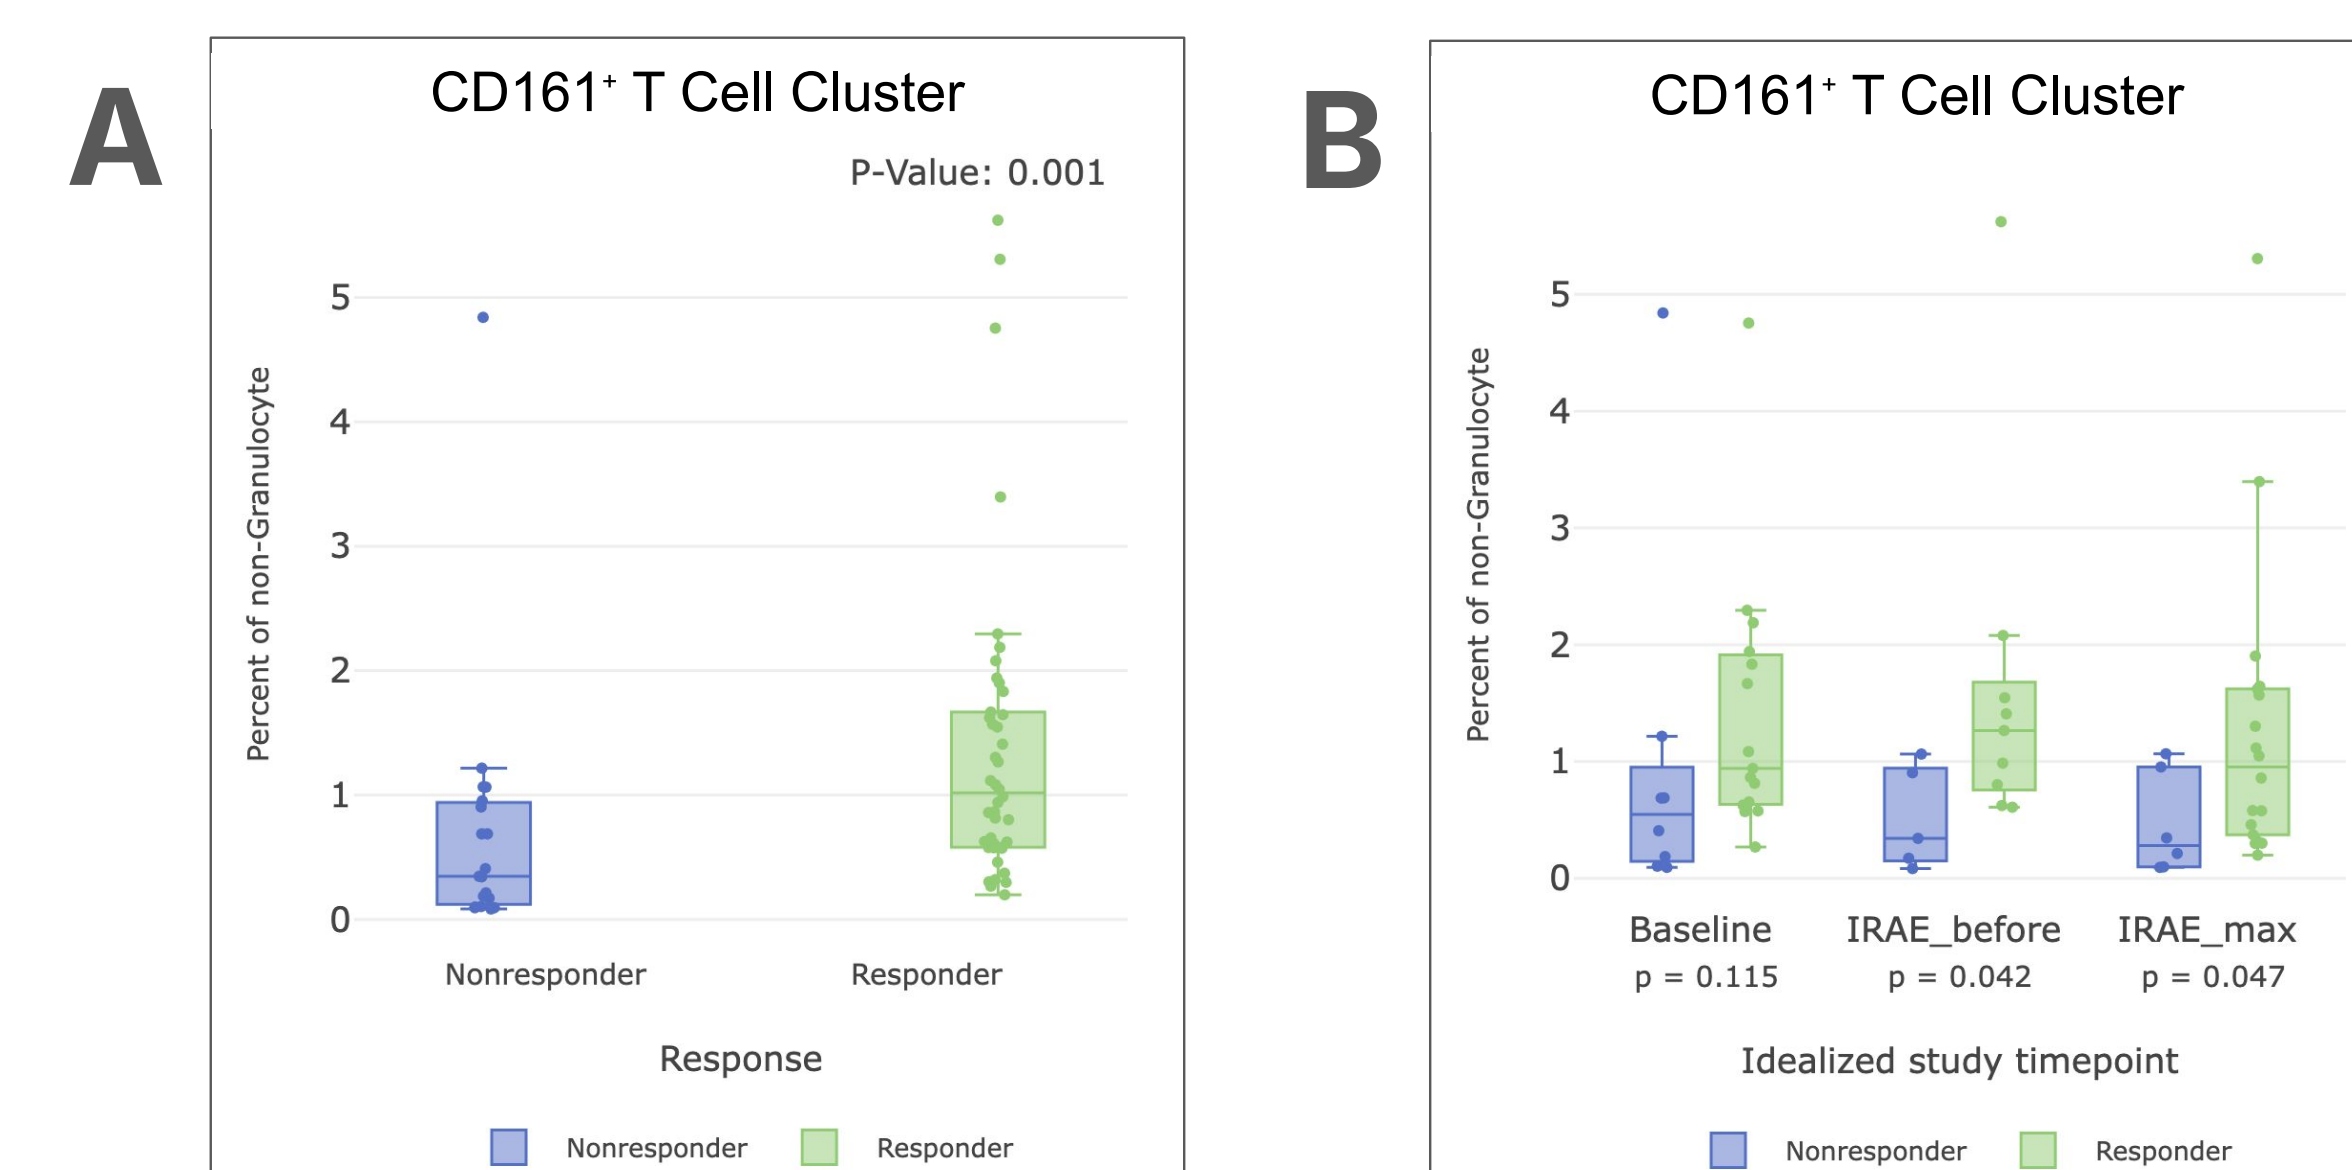 A
CD161⁺ T Cell Cluster
P-Value: 0.001
Percent of non-Granulocyte
5
4
3
2
1
0
Nonresponder Responder
Response
Nonresponder Responder
B
CD161⁺ T Cell Cluster
Percent of non-Granulocyte
5
4
3
2
1
0
Baseline IRAE_before IRAE_max
p = 0.115 p = 0.042 p = 0.047
Idealized study timepoint
Nonresponder Responder